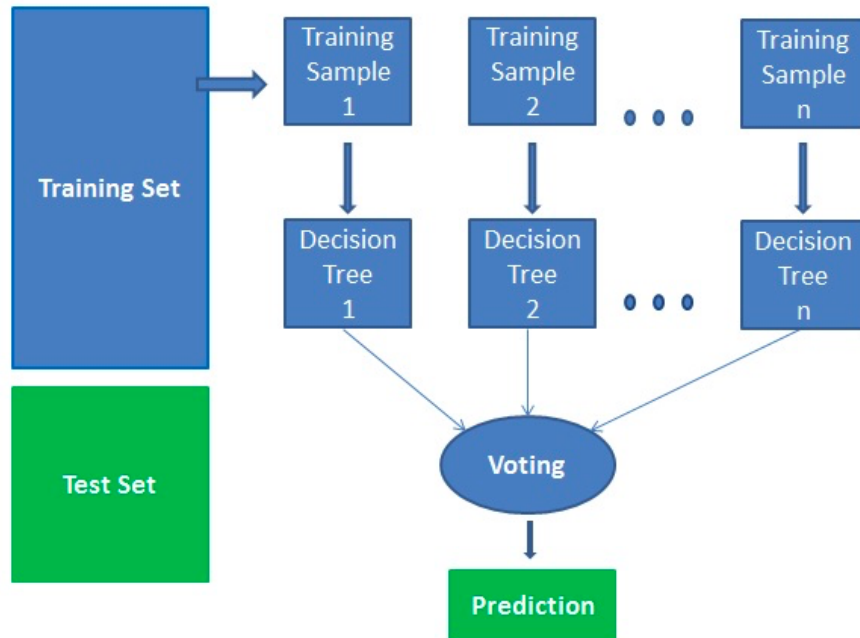 Training Set
Training
Sample
1
Training
Sample
2
Training
Sample
n
Decision
Tree
1
Decision
Tree
2
Decision
Tree
n
Test Set
Voting
Prediction